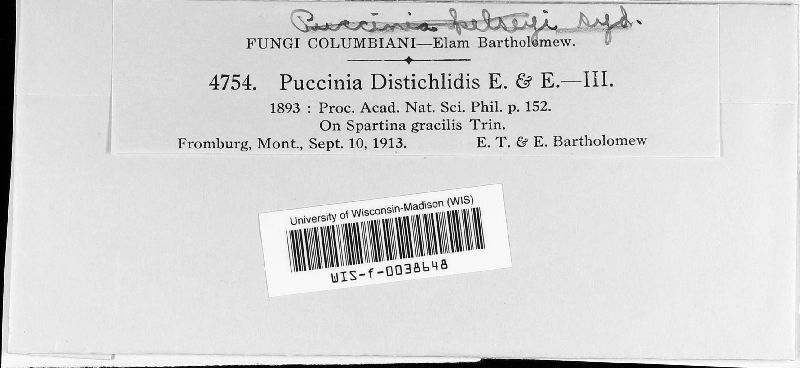 Puccinia kelseyi Syd.
FUNGI COLUMBIANI—Elam Bartholomew.
4754. Puccinia Distichlidis E. & E.—III.
1893 : Proc. Acad. Nat. Sci. Phil. p. 152.
On Spartina gracilis Trin.
Fromburg, Mont., Sept. 10, 1913. E. T. & E. Bartholomew
University of Wisconsin-Madison (WIS)
WIS-f-0038648